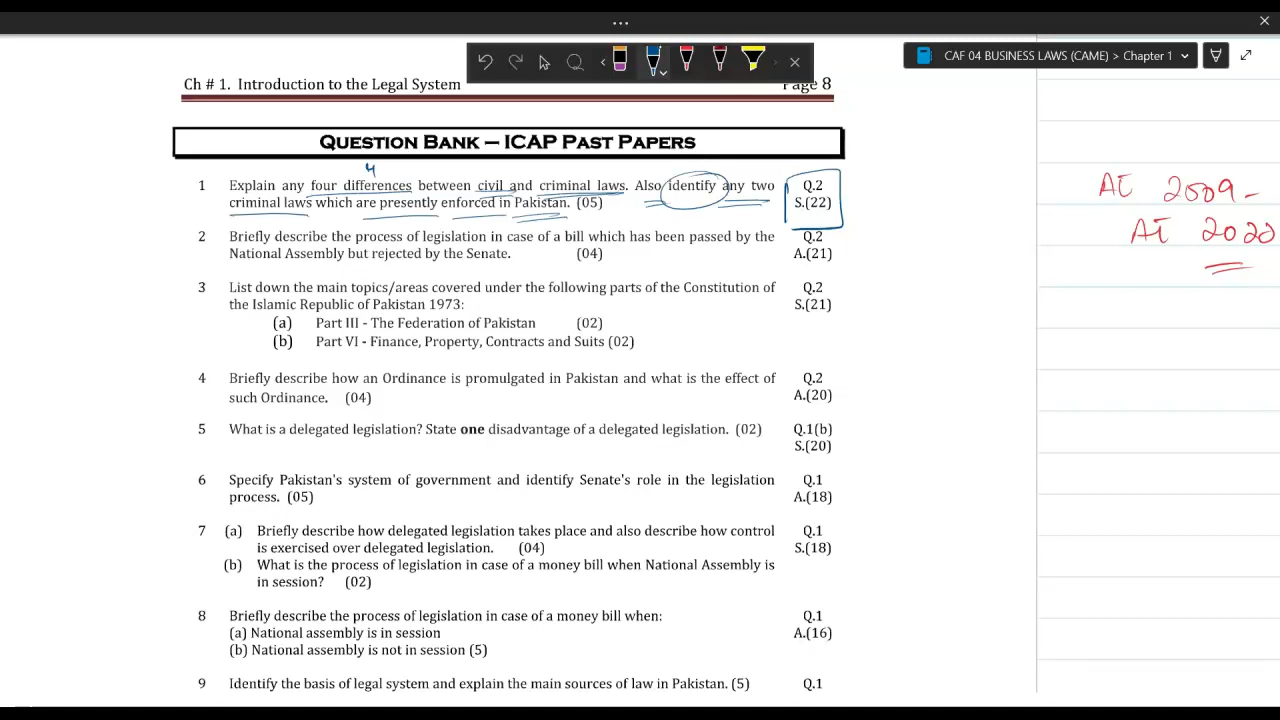 CAF 04 BUSINESS LAWS (CAME) > Chapter 1
Ch # 1. Introduction to the Legal System Page 8
QUESTION BANK – ICAP PAST PAPERS
4
1 Explain any four differences between civil and criminal laws. Also identify any two Q.2
criminal laws which are presently enforced in Pakistan. (05) S.(22)
2 Briefly describe the process of legislation in case of a bill which has been passed by the Q.2
National Assembly but rejected by the Senate. (04) A.(21)
3 List down the main topics/areas covered under the following parts of the Constitution of Q.2
the Islamic Republic of Pakistan 1973: S.(21)
(a) Part III - The Federation of Pakistan (02)
(b) Part VI - Finance, Property, Contracts and Suits (02)
4 Briefly describe how an Ordinance is promulgated in Pakistan and what is the effect of Q.2
such Ordinance. (04) A.(20)
5 What is a delegated legislation? State one disadvantage of a delegated legislation. (02) Q.1(b)
S.(20)
6 Specify Pakistan's system of government and identify Senate's role in the legislation Q.1
process. (05) A.(18)
7 (a) Briefly describe how delegated legislation takes place and also describe how control Q.1
is exercised over delegated legislation. (04) S.(18)
(b) What is the process of legislation in case of a money bill when National Assembly is
in session? (02)
8 Briefly describe the process of legislation in case of a money bill when: Q.1
(a) National assembly is in session A.(16)
(b) National assembly is not in session (5)
9 Identify the basis of legal system and explain the main sources of law in Pakistan. (5) Q.1
2009 -
2020